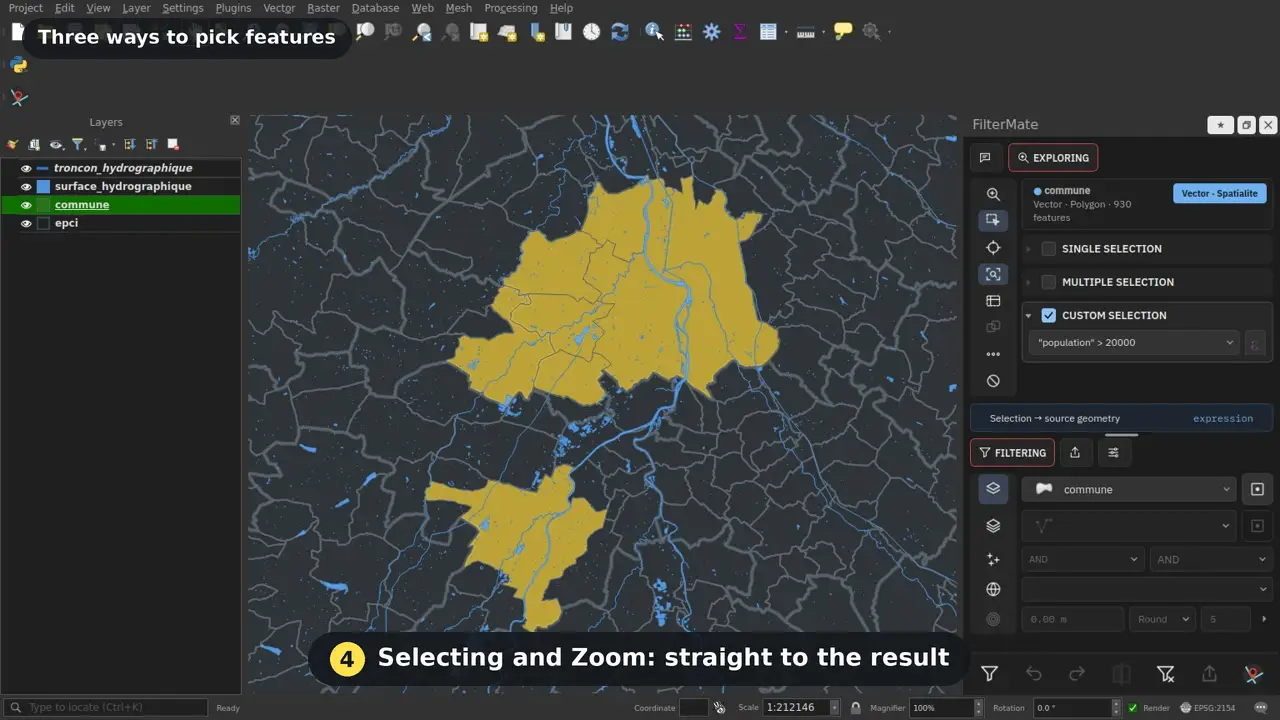 Project Edit View Layer Settings Plugins Vector Raster Database Web Mesh Processing Help
Three ways to pick features
Layers
troncon_hydrographique
surface_hydrographique
commune
epci
FilterMate
EXPLORING
commune
Vector · Polygon · 930
features
Vector · Spatialite
SINGLE SELECTION
MULTIPLE SELECTION
CUSTOM SELECTION
"population" > 20000
Selection → source geometry expression
FILTERING
commune
AND AND
0.00 m Round 5
4 Selecting and Zoom: straight to the result
Type to locate (Ctrl+K) Ready Coordinate Scale 1:212146 Magnifier 100% Rotation 0.0 ° Render EPSG:2154